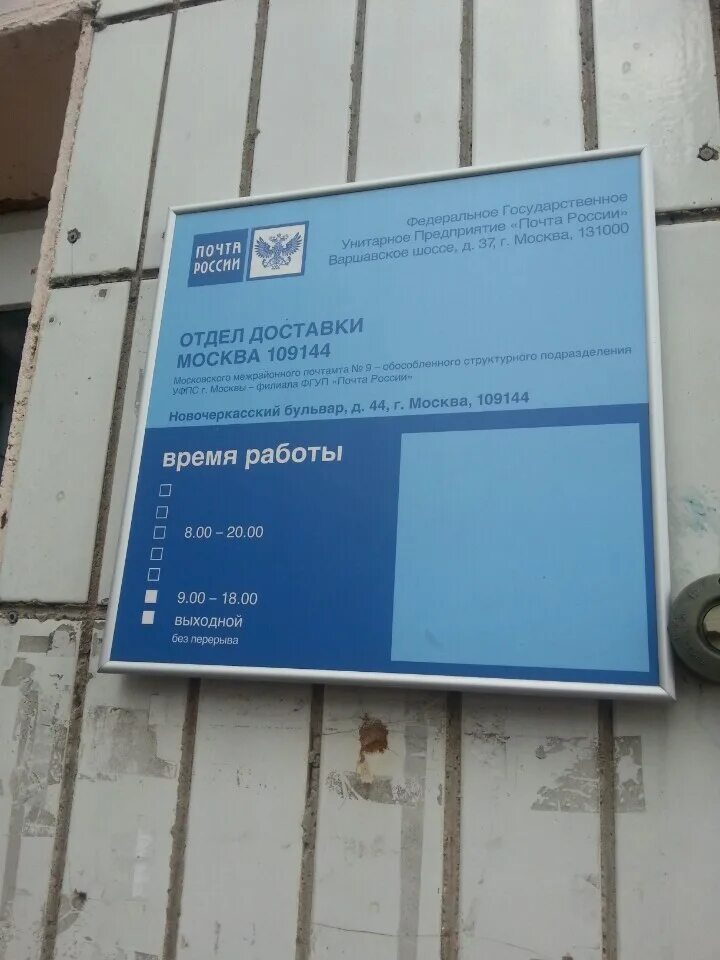 ПОЧТА
РОССИИ
Федеральное Государственное
Унитарное Предприятие «Почта России»
Варшавское шоссе, д. 37, г. Москва, 131000
ОТДЕЛ ДОСТАВКИ
МОСКВА 109144
Московского межрайонного почтамта № 9 – обособленного структурного подразделения
УФПС г. Москвы – филиала ФГУП «Почта России»
Новочеркасский бульвар, д. 44, г. Москва, 109144
время работы
8.00 – 20.00
9.00 – 18.00
выходной
без перерыва